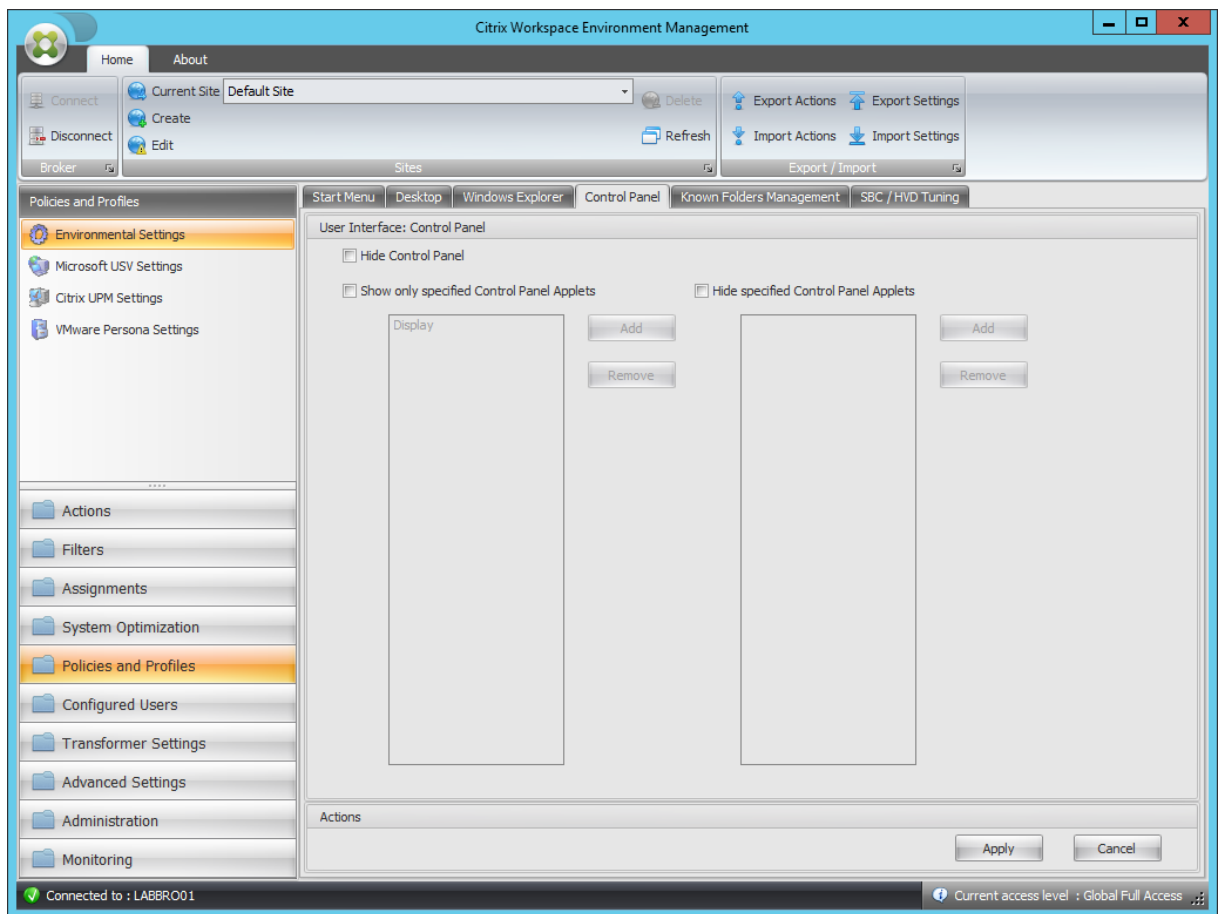 Citrix Workspace Environment Management
Home About
Connect
Disconnect
Broker
Current Site Default Site
Create
Edit
Delete
Refresh
Sites
Export Actions Export Settings
Import Actions Import Settings
Export / Import
Policies and Profiles
Environmental Settings
Microsoft USV Settings
Citrix UPM Settings
VMware Persona Settings
Actions
Filters
Assignments
System Optimization
Policies and Profiles
Configured Users
Transformer Settings
Advanced Settings
Administration
Monitoring
Start Menu Desktop Windows Explorer Control Panel Known Folders Management SBC / HVD Tuning
User Interface: Control Panel
Hide Control Panel
Show only specified Control Panel Applets
Hide specified Control Panel Applets
Display
Add
Remove
Add
Remove
Actions
Apply Cancel
Connected to : LABBRO01
Current access level : Global Full Access